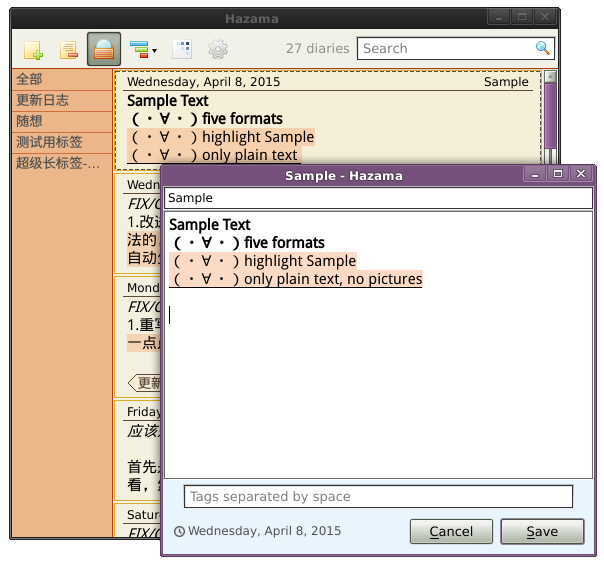 Hazama
27 diaries
Search
全部
更新日志
随想
测试用标签
超级长标签-...
Wednesday, April 8, 2015
Sample
Sample Text
(・∀・)five formats
(・∀・)highlight Sample
(・∀・)only plain text
Wedn
FIX/C
1.改进
法的
自动
Mond
FIX/C
1.重写
一点点
更新
Friday
应该
首先
看，
Satur
FIX/C
Sample - Hazama
Sample
Sample Text
(・∀・)five formats
(・∀・)highlight Sample
(・∀・)only plain text, no pictures
Tags separated by space
Wednesday, April 8, 2015
Cancel
Save